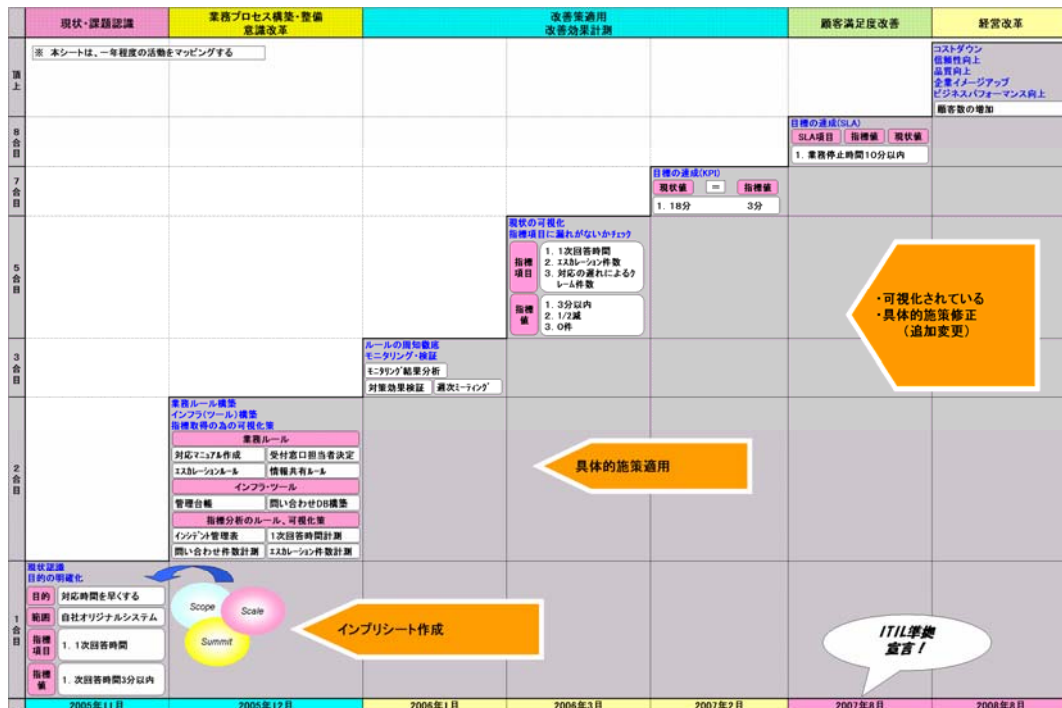 現状・課題認識
業務プロセス構築・整備
意識改革
改善策適用
改善効果計測
顧客満足度改善
経営改革
※ 本シートは、一年程度の活動をマッピングする
頂上
コストダウン
信頼性向上
品質向上
企業イメージアップ
ビジネスパフォーマンス向上
顧客数の増加
8合目
目標の達成(SLA)
SLA項目
指標値
現状値
1. 業務停止時間10分以内
7合目
目標の達成(KPI)
現状値
=
指標値
1. 18分
3分
5合目
現状の可視化
指標項目に漏れがないかﾁｪｯｸ
指標
項目
1. 1次回答時間
2. ｴｽｶﾚｰｼｮﾝ件数
3. 対応の遅れによるｸ
ﾚｰﾑ件数
指標
値
1. 3分以内
2. 1/2減
3. 0件
・可視化されている
・具体的施策修正
（追加変更）
3合目
ルールの周知徹底
モニタリング・検証
ﾓﾆﾀﾘﾝｸﾞ結果分析
対策効果検証
週次ﾐｰﾃｨﾝｸﾞ
2合目
業務ルール構築
インフラ(ツール)構築
指標取得の為の可視化策
業務ルール
対応ﾏﾆｭｱﾙ作成
受付窓口担当者決定
ｴｽｶﾚｰｼｮﾝﾙｰﾙ
情報共有ﾙｰﾙ
インフラ・ツール
管理台帳
問い合わせDB構築
指標分析のルール、可視化策
ｲﾝｼﾃﾞﾝﾄ管理表
1次回答時間計測
問い合わせ件数計測
ｴｽｶﾚｰｼｮﾝ件数計測
具体的施策適用
1合目
現状認識
目的の明確化
目的
対応時間を早くする
範囲
自社オリジナルシステム
指標
項目
1. 1次回答時間
指標
値
1. 次回答時間3分以内
Scope
Scale
Summit
インプリシート作成
ITIL準拠
宣言！
2005年11月
2005年12月
2006年1月
2006年3月
2007年2月
2007年8月
2008年8月